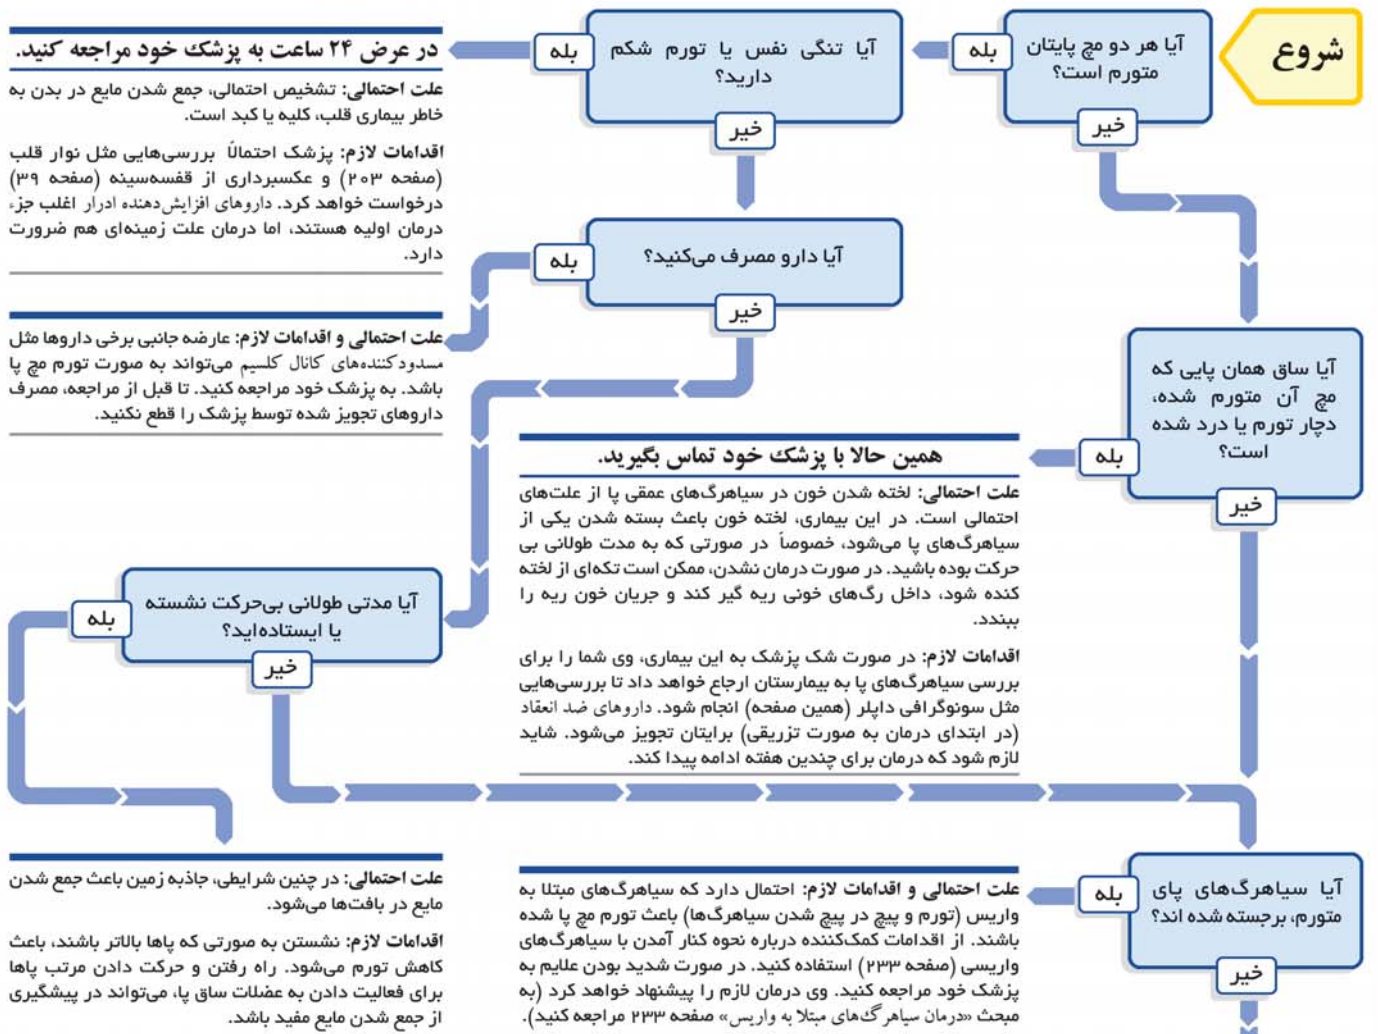 شروع
آیا هر دو مچ پایتان
متورم است؟
بله
خیر
آیا تنگی نفس یا تورم شکم
دارید؟
بله
خیر
در عرض ۲۴ ساعت به پزشک خود مراجعه کنید.
علت احتمالی: تشخیص احتمالی، جمع شدن مایع در بدن به
خاطر بیماری قلب، کلیه یا کبد است.
اقدامات لازم: پزشک احتمالاً بررسی‌هایی مثل نوار قلب
(صفحه ۲۰۳) و عکسبرداری از قفسه‌سینه (صفحه ۳۹)
درخواست خواهد کرد. داروهای افزایش‌دهنده ادرار اغلب جزء
درمان اولیه هستند، اما درمان علت زمینه‌ای هم ضرورت
دارد.
آیا دارو مصرف می‌کنید؟
بله
خیر
علت احتمالی و اقدامات لازم: عارضه جانبی برخی داروها مثل
مسدودکننده‌های کانال کلسیم می‌تواند به صورت تورم مچ پا
باشد. به پزشک خود مراجعه کنید. تا قبل از مراجعه، مصرف
داروهای تجویز شده توسط پزشک را قطع نکنید.
آیا ساق همان پایی که
مچ آن متورم شده،
دچار تورم یا درد شده
است؟
بله
خیر
همین حالا با پزشک خود تماس بگیرید.
علت احتمالی: لخته شدن خون در سیاهرگ‌های عمقی پا از علت‌های
احتمالی است. در این بیماری، لخته خون باعث بسته شدن یکی از
سیاهرگ‌های پا می‌شود، خصوصاً در صورتی که به مدت طولانی بی
حرکت بوده باشید. در صورت درمان نشدن، ممکن است تکه‌ای از لخته
کنده شود، داخل رگ‌های خونی ریه گیر کند و جریان خون ریه را
ببندد.
اقدامات لازم: در صورت شک پزشک به این بیماری، وی شما را برای
بررسی سیاهرگ‌های پا به بیمارستان ارجاع خواهد داد تا بررسی‌هایی
مثل سونوگرافی داپلر (همین صفحه) انجام شود. داروهای ضد انعقاد
(در ابتدای درمان به صورت تزریقی) برایتان تجویز می‌شود. شاید
لازم شود که درمان برای چندین هفته ادامه پیدا کند.
آیا مدتی طولانی بی‌حرکت نشسته
یا ایستاده‌اید؟
بله
خیر
آیا سیاهرگ‌های پای
متورم، برجسته شده اند؟
بله
خیر
علت احتمالی و اقدامات لازم: احتمال دارد که سیاهرگ‌های مبتلا به
واریس (تورم و پیچ در پیچ شدن سیاهرگ‌ها) باعث تورم مچ پا شده
باشند. از اقدامات کمک‌کننده درباره نحوه کنار آمدن با سیاهرگ‌های
واریسی (صفحه ۲۳۳) استفاده کنید. در صورت شدید بودن علایم به
پزشک خود مراجعه کنید. وی درمان لازم را پیشنهاد خواهد کرد (به
مبحث «درمان سیاهرگ‌های مبتلا به واریس» صفحه ۲۳۳ مراجعه کنید).
علت احتمالی: در چنین شرایطی، جاذبه زمین باعث جمع شدن
مایع در بافت‌ها می‌شود.
اقدامات لازم: نشستن به صورتی که پاها بالاتر باشند، باعث
کاهش تورم می‌شود. راه رفتن و حرکت دادن مرتب پاها
برای فعالیت دادن به عضلات ساق پا، می‌تواند در پیشگیری
از جمع شدن مایع مفید باشد.